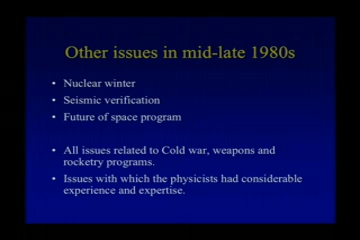 Other issues in mid-late 1980s
• Nuclear winter
• Seismic verification
• Future of space program
• All issues related to Cold war, weapons and
rocketry programs.
• Issues with which the physicists had considerable
experience and expertise.